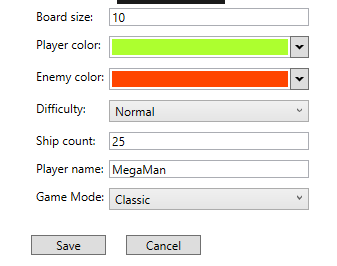 Board size: 10
Player color:
Enemy color:
Difficulty: Normal
Ship count: 25
Player name: MegaMan
Game Mode: Classic
Save Cancel